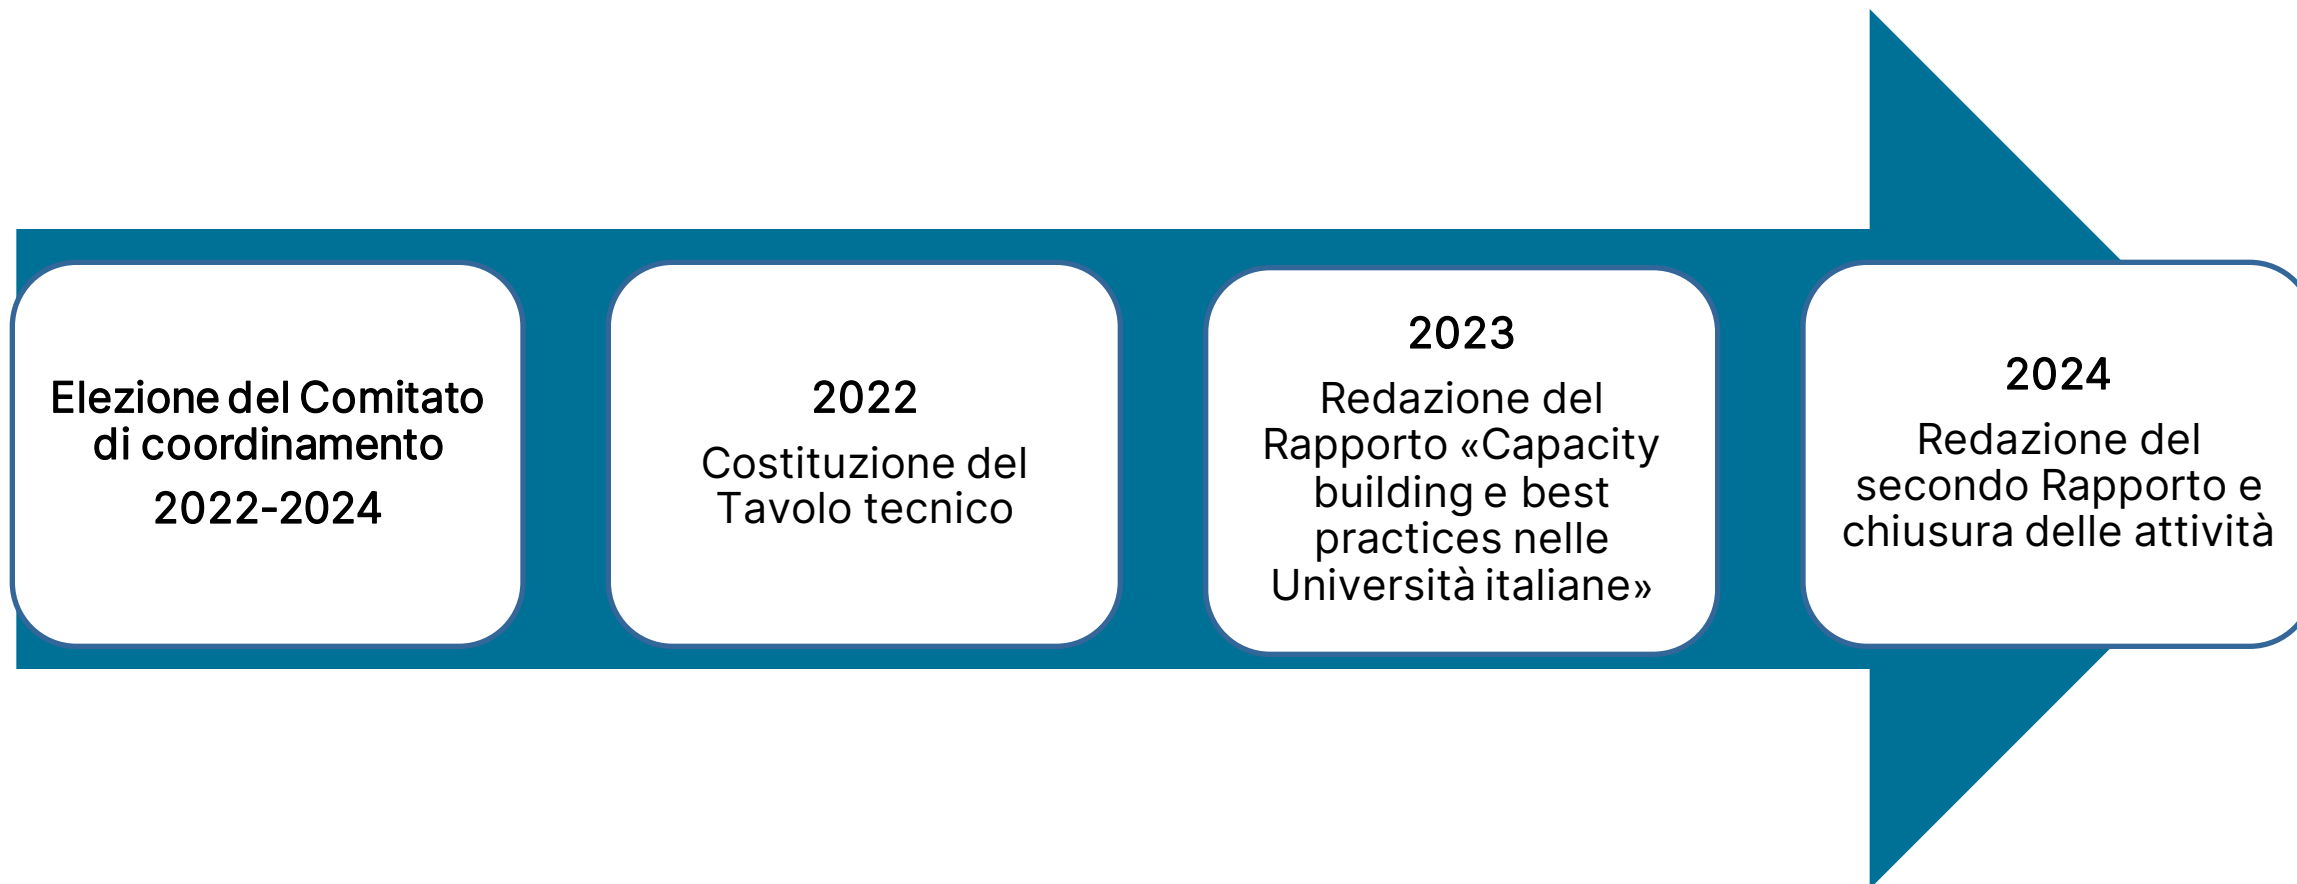 Elezione del Comitato
di coordinamento
2022-2024
2022
Costituzione del
Tavolo tecnico
2023
Redazione del
Rapporto «Capacity
building e best
practices nelle
Università italiane»
2024
Redazione del
secondo Rapporto e
chiusura delle attività